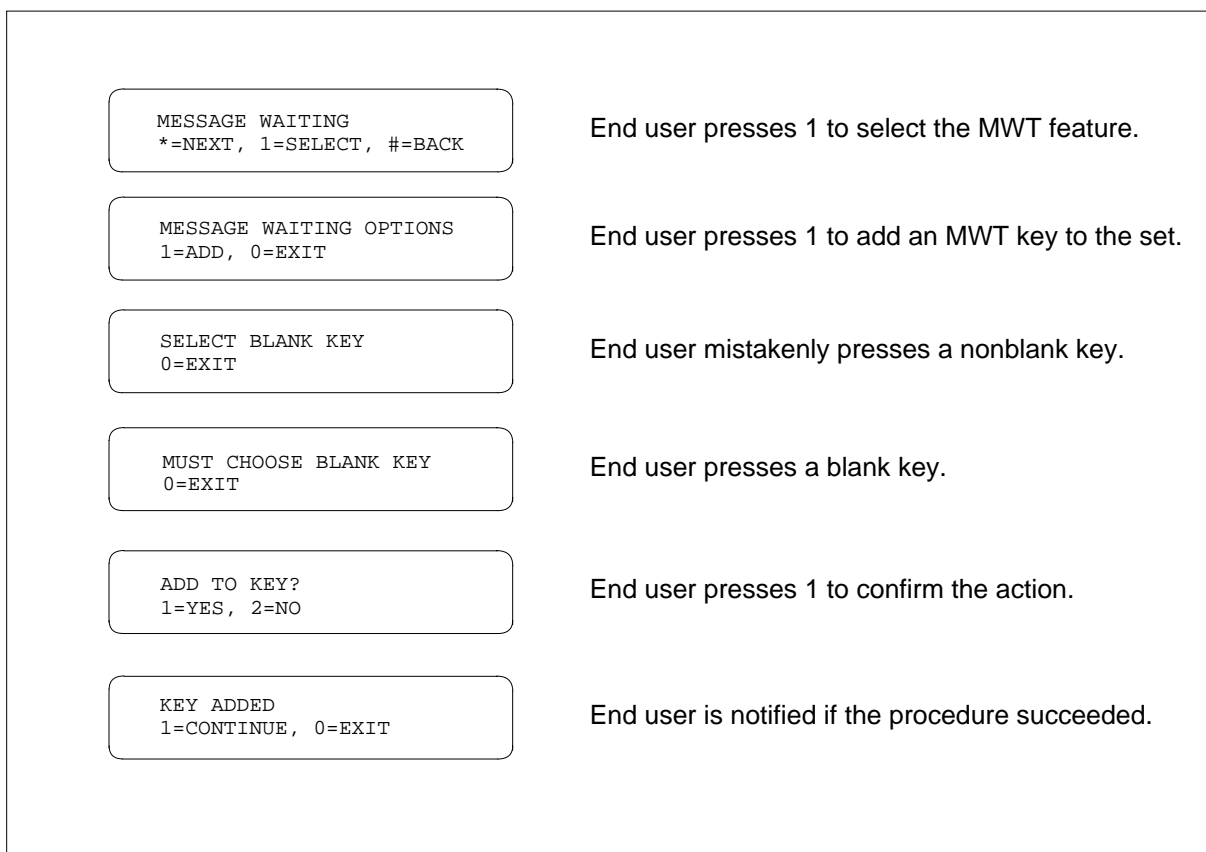 MESSAGE WAITING
*=NEXT, 1=SELECT, #=BACK
End user presses 1 to select the MWT feature.
MESSAGE WAITING OPTIONS
1=ADD, 0=EXIT
End user presses 1 to add an MWT key to the set.
SELECT BLANK KEY
0=EXIT
End user mistakenly presses a nonblank key.
MUST CHOOSE BLANK KEY
0=EXIT
End user presses a blank key.
ADD TO KEY?
1=YES, 2=NO
End user presses 1 to confirm the action.
KEY ADDED
1=CONTINUE, 0=EXIT
End user is notified if the procedure succeeded.